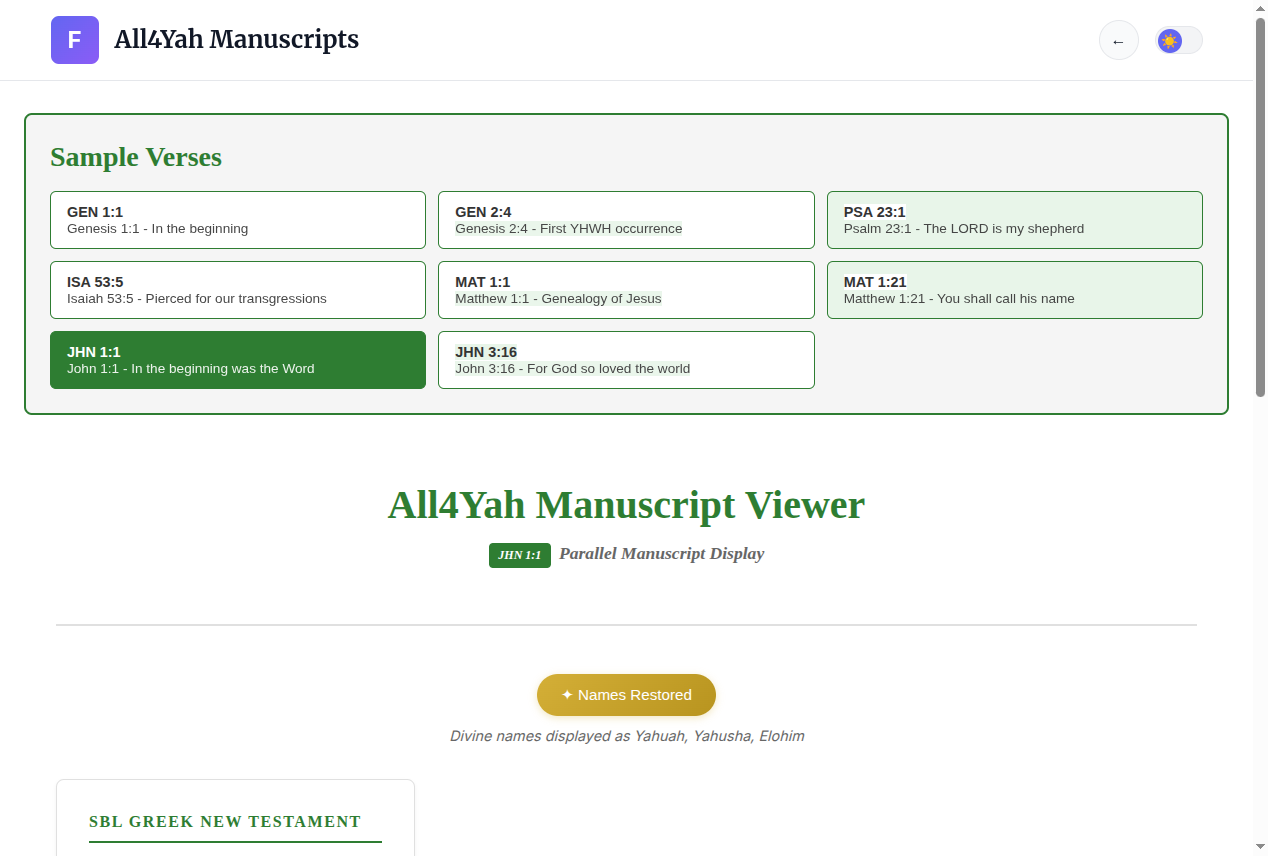 F
All4Yah Manuscripts
←
Sample Verses
GEN 1:1
Genesis 1:1 - In the beginning
GEN 2:4
Genesis 2:4 - First YHWH occurrence
PSA 23:1
Psalm 23:1 - The LORD is my shepherd
ISA 53:5
Isaiah 53:5 - Pierced for our transgressions
MAT 1:1
Matthew 1:1 - Genealogy of Jesus
MAT 1:21
Matthew 1:21 - You shall call his name
JHN 1:1
John 1:1 - In the beginning was the Word
JHN 3:16
John 3:16 - For God so loved the world
All4Yah Manuscript Viewer
JHN 1:1 Parallel Manuscript Display
✦ Names Restored
Divine names displayed as Yahuah, Yahusha, Elohim
SBL GREEK NEW TESTAMENT